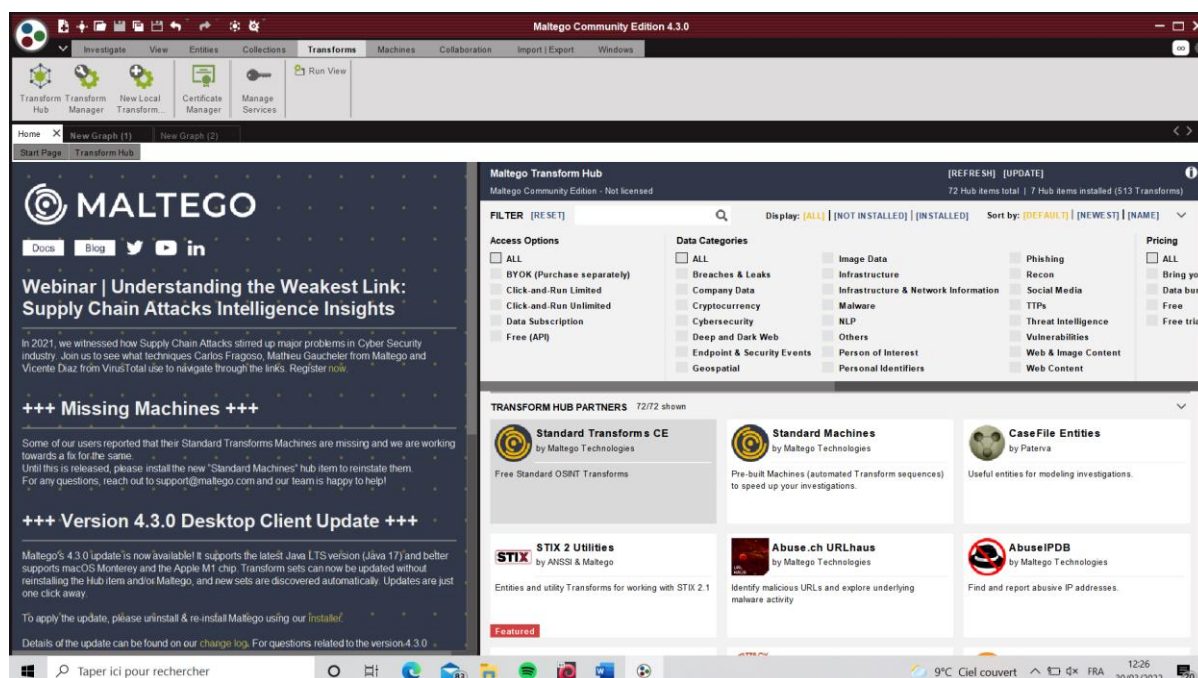 Maltego Community Edition 4.3.0
Investigate View Entities Collections Transforms Machines Collaboration Import | Export Windows
Transform Hub
Transform Manager
New Local Transform...
Certificate Manager
Manage Services
Run View
Home New Graph (1) New Graph (2)
Start Page Transform Hub
MALTEGO
Docs Blog in
Webinar | Understanding the Weakest Link:
Supply Chain Attacks Intelligence Insights
In 2021, we witnessed how Supply Chain Attacks stirred up major problems in Cyber Security
industry. Join us to see what techniques Carlos Fragoso, Mathieu Gaucheler from Maltego and
Vicente Diaz from VirusTotal use to navigate through the links. Register now.
+++ Missing Machines +++
Some of our users reported that their Standard Transforms Machines are missing and we are working
towards a fix for the same.
Until this is released, please install the new "Standard Machines" hub item to reinstate them.
For any questions, reach out to support@maltego.com and our team is happy to help!
+++ Version 4.3.0 Desktop Client Update +++
Maltego's 4.3.0 update is now available! It supports the latest Java LTS version (Java 17) and better
supports macOS Monterey and the Apple M1 chip. Transform sets can now be updated without
reinstalling the Hub item and/or Maltego, and new sets are discovered automatically. Updates are just
one click away.
To apply the update, please uninstall & re-install Maltego using our Installer.
Details of the update can be found on our change log. For questions related to the version 4.3.0
Maltego Transform Hub [REFRESH] [UPDATE]
Maltego Community Edition - Not licensed 72 Hub items total | 7 Hub items installed (513 Transforms)
FILTER [RESET] Display: [ALL] | [NOT INSTALLED] | [INSTALLED] Sort by: [DEFAULT] | [NEWEST] | [NAME]
Access Options
ALL
BYOK (Purchase separately)
Click-and-Run Limited
Click-and-Run Unlimited
Data Subscription
Free (API)
Data Categories
ALL
Breaches & Leaks
Company Data
Cryptocurrency
Cybersecurity
Deep and Dark Web
Endpoint & Security Events
Geospatial
Image Data
Infrastructure
Infrastructure & Network Information
Malware
NLP
Others
Person of Interest
Personal Identifiers
Phishing
Recon
Social Media
TTPs
Threat Intelligence
Vulnerabilities
Web & Image Content
Web Content
Pricing
ALL
Bring yo
Data bur
Free
Free tria
TRANSFORM HUB PARTNERS 72/72 shown
Standard Transforms CE
by Maltego Technologies
Free Standard OSINT Transforms
Standard Machines
by Maltego Technologies
Pre-built Machines (automated Transform sequences)
to speed up your investigations.
CaseFile Entities
by Paterva
Useful entities for modeling investigations.
STIX
STIX 2 Utilities
by ANSSI & Maltego
Entities and utility Transforms for working with STIX 2.1
Featured
Abuse.ch URLhaus
by Maltego Technologies
Identify malicious URLs and explore underlying
malware activity
AbuseIPDB
by Maltego Technologies
Find and report abusive IP addresses.
Taper ici pour rechercher 83 9°C Ciel couvert FRA 12:26